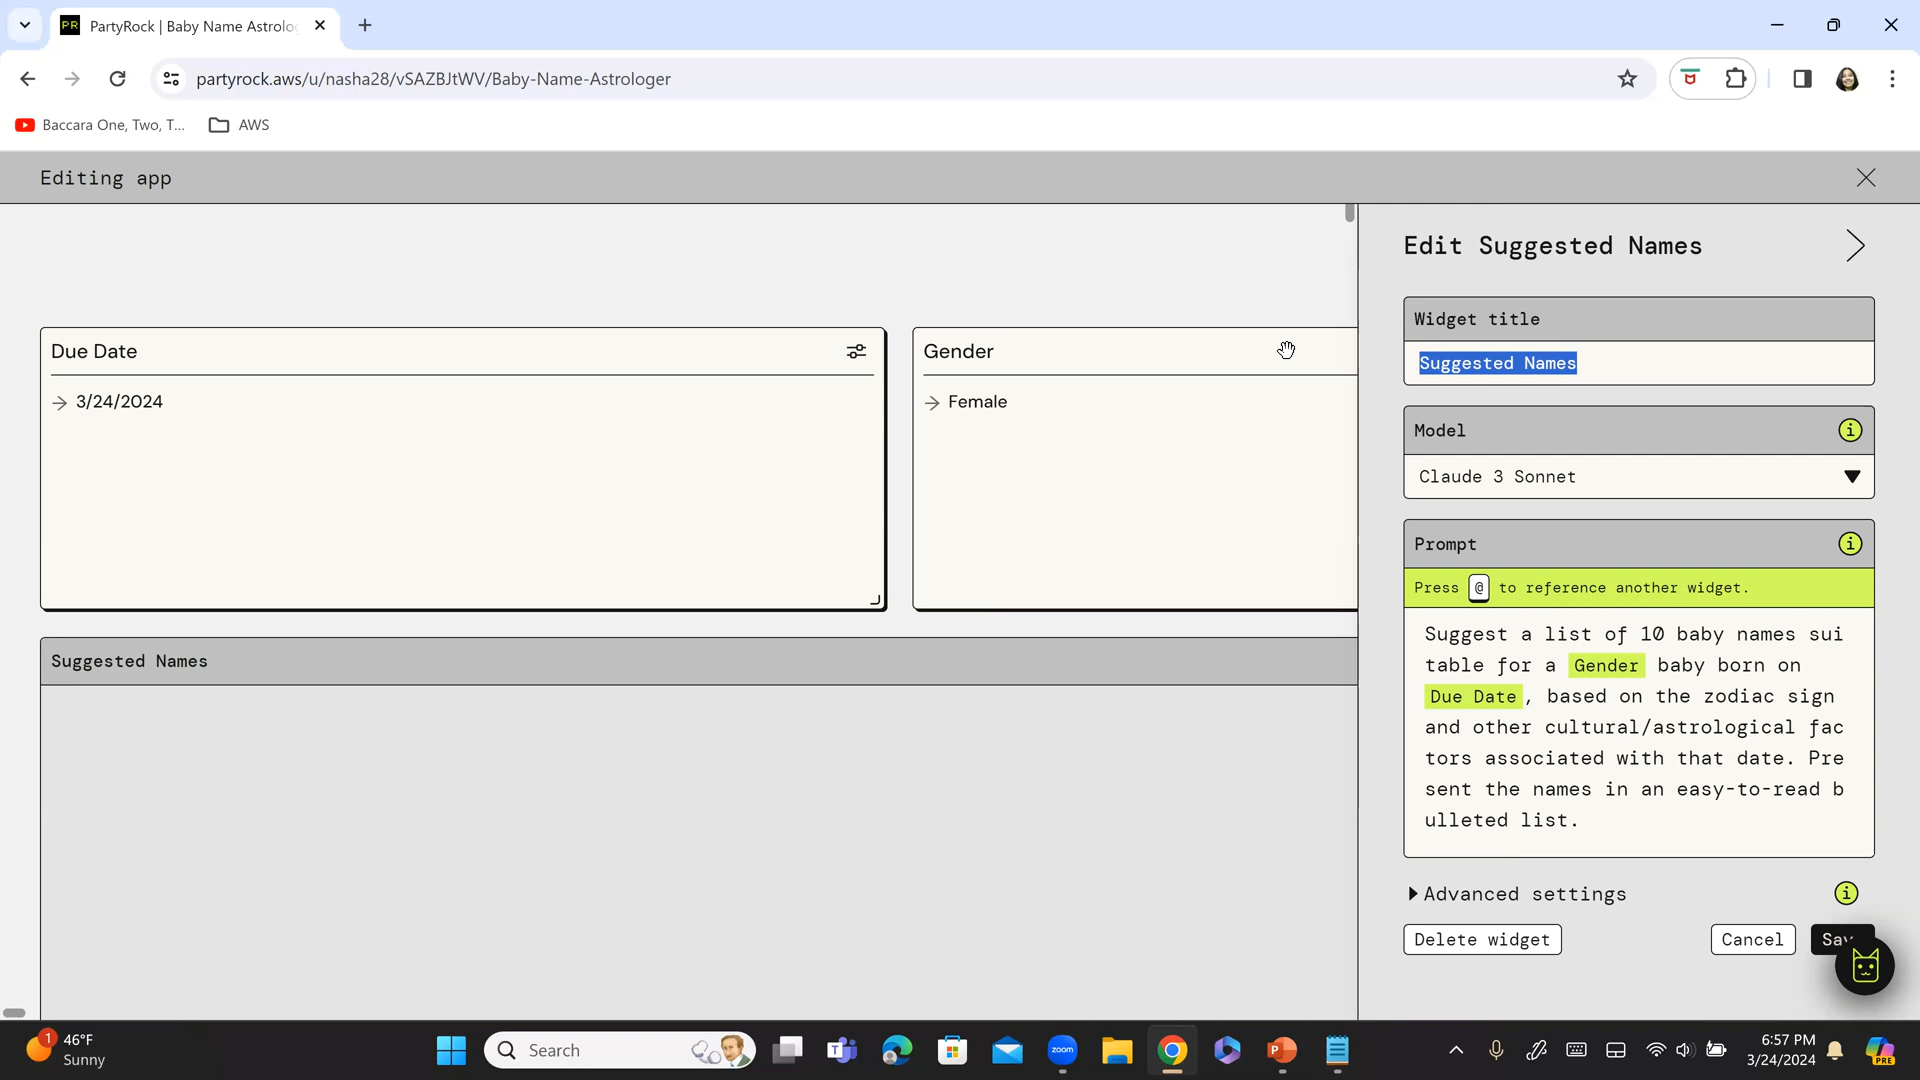 PR PartyRock | Baby Name Astrolo
partyrock.aws/u/nasha28/vSAZBJtWV/Baby-Name-Astrologer
Baccara One, Two, T...
AWS
Editing app
Due Date
3/24/2024
Gender
Female
Suggested Names
Edit Suggested Names
Widget title
Suggested Names
Model
i
Claude 3 Sonnet
Prompt
i
Press @ to reference another widget.
Suggest a list of 10 baby names sui
table for a Gender baby born on
Due Date, based on the zodiac sign
and other cultural/astrological fac
tors associated with that date. Pre
sent the names in an easy-to-read b
ulleted list.
Advanced settings
i
Delete widget
Cancel
1
46°F
Sunny
Search
zoom
6:57 PM
3/24/2024
PRE